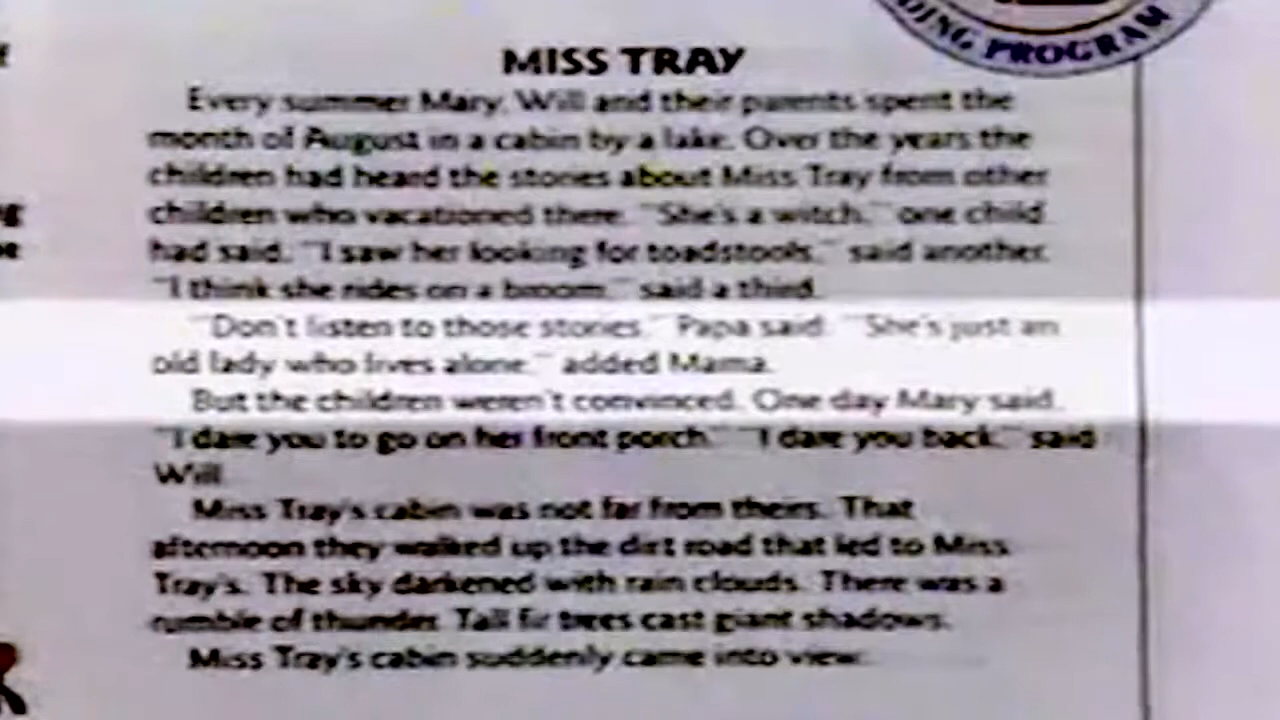 DING PROGRAM
MISS TRAY
Every summer Mary, Will and their parents spent the
month of August in a cabin by a lake. Over the years the
children had heard the stories about Miss Tray from other
children who vacationed there. "She's a witch," one child
had said. "I saw her looking for toadstools," said another.
"I think she rides on a broom," said a third.
"Don't listen to those stories," Papa said. "She's just an
old lady who lives alone," added Mama.
But the children weren't convinced. One day Mary said,
"I dare you to go on her front porch." "I dare you back," said
Will.
Miss Tray's cabin was not far from theirs. That
afternoon they walked up the dirt road that led to Miss
Tray's. The sky darkened with rain clouds. There was a
rumble of thunder. Tall fir trees cast giant shadows.
Miss Tray's cabin suddenly came into view.